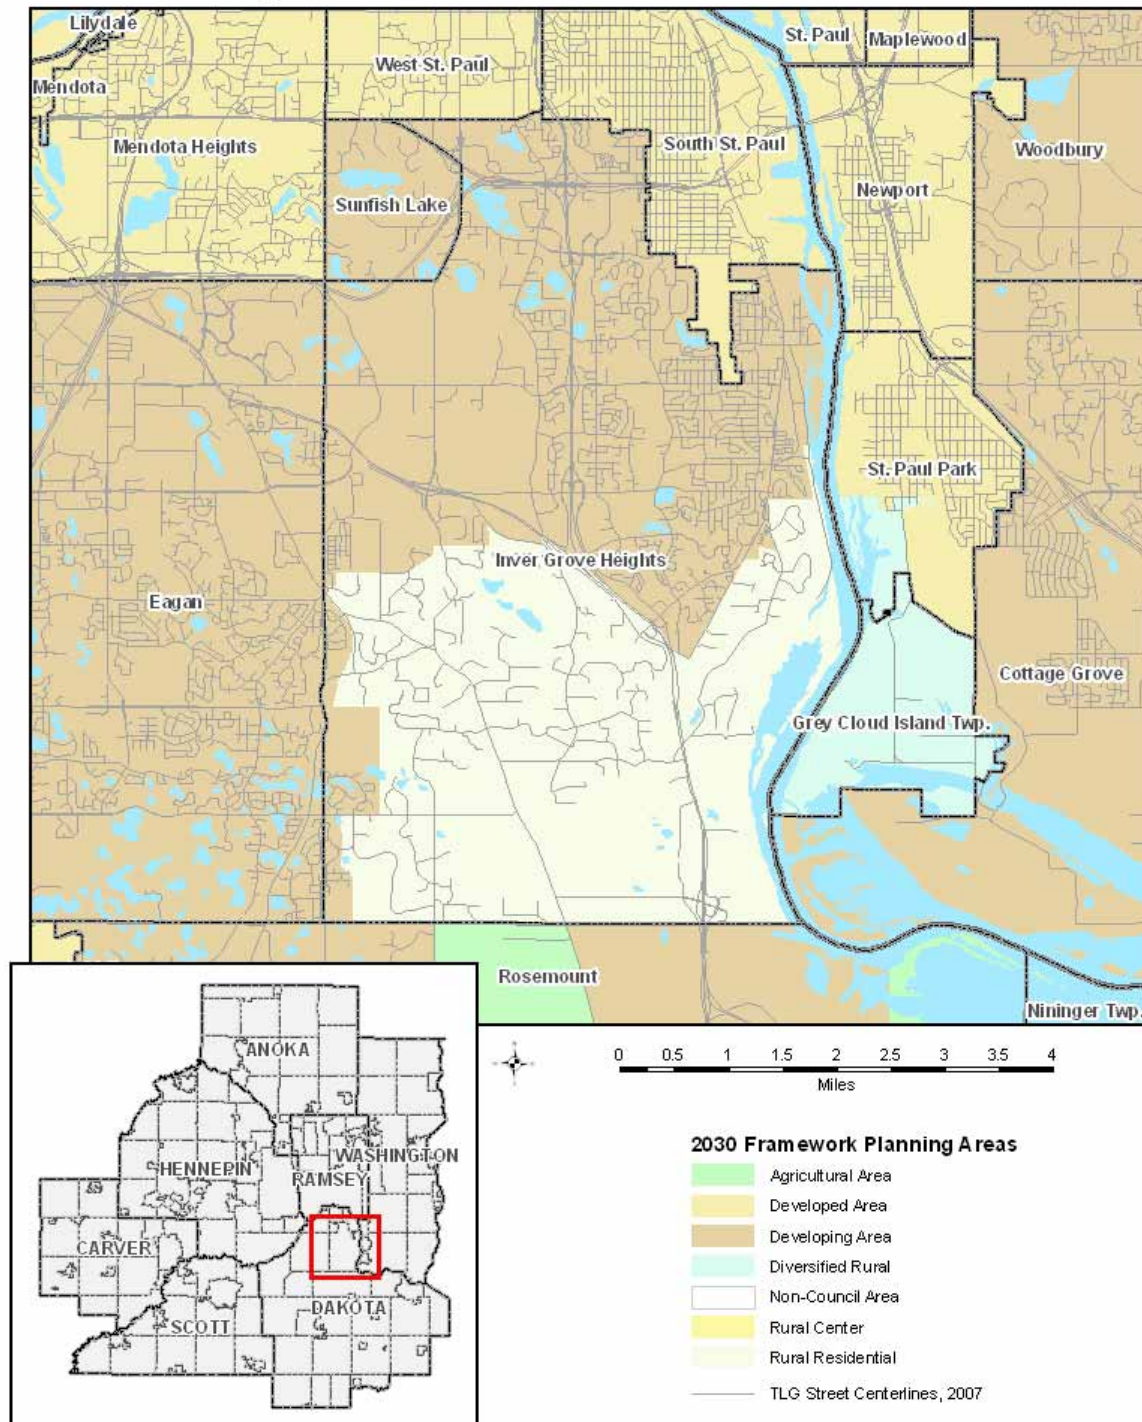 Lilydale
St. Paul
Maplewood
West St. Paul
Mendota
Mendota Heights
South St. Paul
Woodbury
Newport
Sunfish Lake
St. Paul Park
Inver Grove Heights
Eagan
Cottage Grove
Grey Cloud Island Twp.
Rosemount
Nininger Twp.
ANOKA
HENNEPIN
WASHINGTON
RAMSEY
CARVER
DAKOTA
SCOTT
0 0.5 1 1.5 2 2.5 3 3.5 4
Miles
2030 Framework Planning Areas
Agricultural Area
Developed Area
Developing Area
Diversified Rural
Non-Council Area
Rural Center
Rural Residential
TLG Street Centerlines, 2007